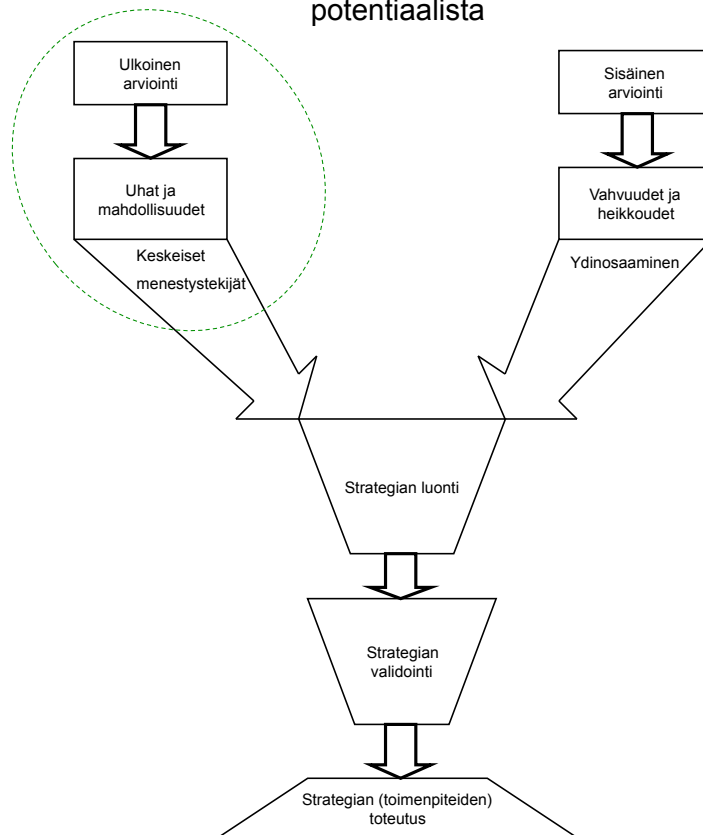 potentiaalista
Ulkoinen
arviointi
Sisäinen
arviointi
Uhat ja
mahdollisuudet
Vahvuudet ja
heikkoudet
Keskeiset
menestystekijät
Ydinosaaminen
Strategian luonti
Strategian
validointi
Strategian (toimenpiteiden)
toteutus